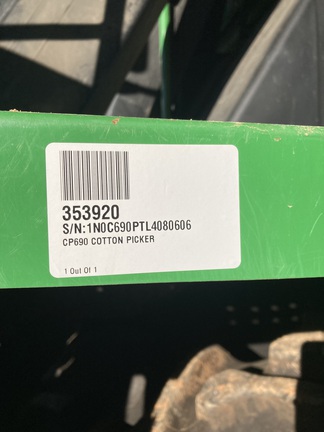 353920
S/N:1N0C690PTL4080606
CP690 COTTON PICKER
1 Out Of 1